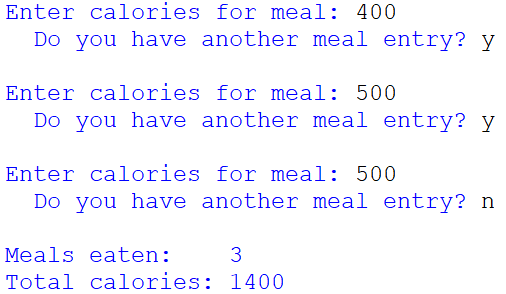 Enter calories for meal: 400
  Do you have another meal entry? y

Enter calories for meal: 500
  Do you have another meal entry? y

Enter calories for meal: 500
  Do you have another meal entry? n

Meals eaten:    3
Total calories: 1400